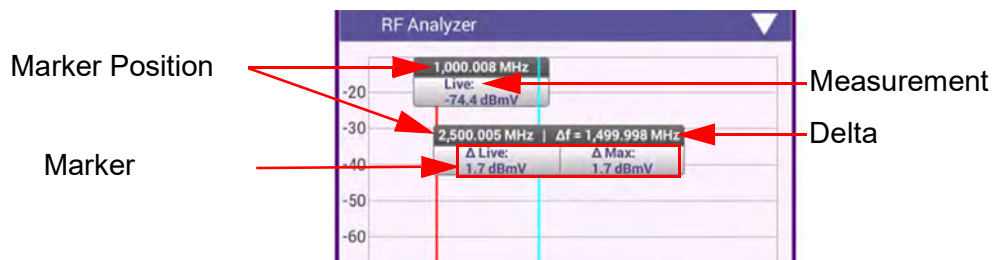 RF Analyzer
Marker Position
1,000.008 MHz
Live:
-74.4 dBmV
Measurement
-20
-30
2,500.005 MHz | Δf = 1,499.998 MHz
Delta
Marker
-40
Δ Live:
1.7 dBmV
Δ Max:
1.7 dBmV
-50
-60